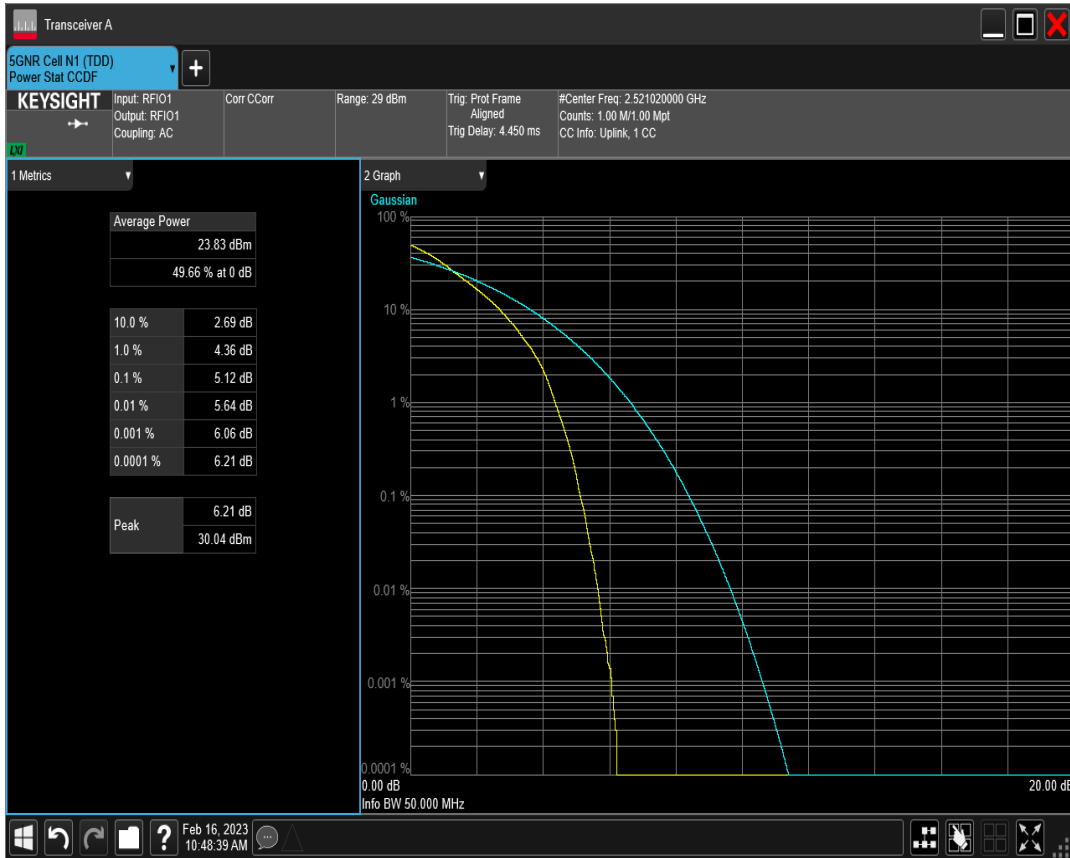 Transceiver A
5GNR Cell N1 (TDD)
Power Stat CCDF
+
KEYSIGHT
LXI
Input: RFIO1
Output: RFIO1
Coupling: AC
Corr CCorr
Range: 29 dBm
Trig: Prot Frame
Aligned
Trig Delay: 4.450 ms
#Center Freq: 2.521020000 GHz
Counts: 1.00 M/1.00 Mpt
CC Info: Uplink, 1 CC
1 Metrics
Average Power
23.83 dBm
49.66 % at 0 dB
10.0 % 2.69 dB
1.0 % 4.36 dB
0.1 % 5.12 dB
0.01 % 5.64 dB
0.001 % 6.06 dB
0.0001 % 6.21 dB
Peak 6.21 dB
30.04 dBm
2 Graph
Gaussian
100 %
10 %
1 %
0.1 %
0.01 %
0.001 %
0.0001 %
0.00 dB 20.00 dB
Info BW 50.000 MHz
? Feb 16, 2023
10:48:39 AM